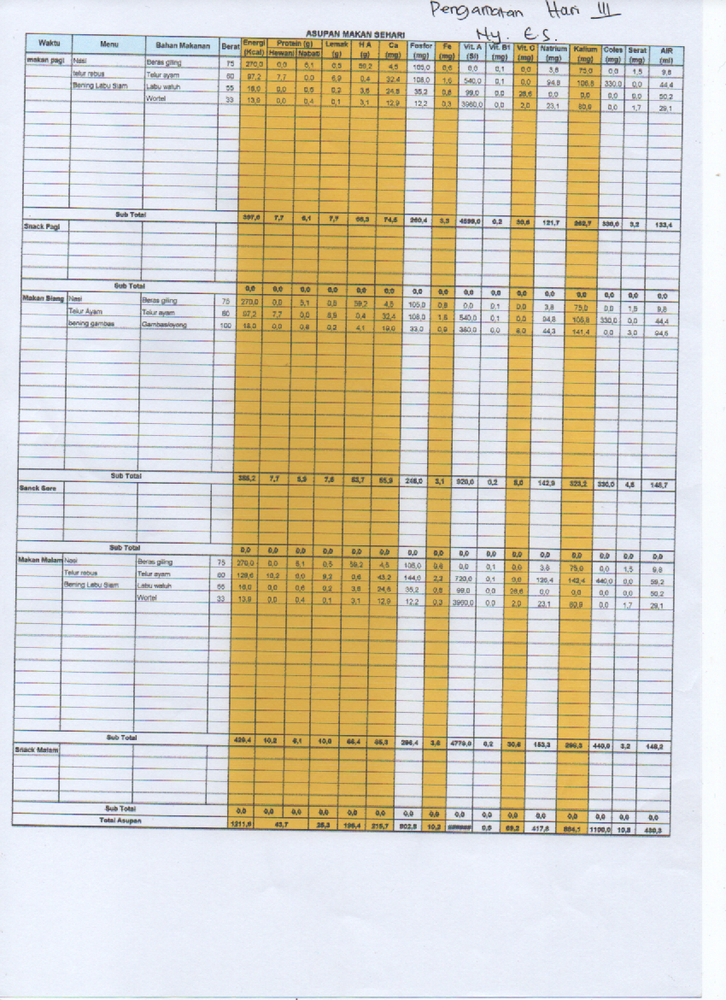 Pengamatan Hari III
Ny. E.S.
ASUPAN MAKAN SEHARI
Waktu Menu Bahan Makanan Berat Energi (Kcal) Protein (g) Hewani Nabati Lemak (g) H A (g) Ca (mg) Fosfor (mg) Fe (mg) Vit. A (SI) Vit. B1 (mg) Vit. C (mg) Natrium (mg) Kalium (mg) Coles (mg) Serat (mg) AIR (ml)
makan pagi Nasi Beras giling 75 270,0 0,0 6,1 0,5 59,2 4,5 105,0 0,6 0,0 0,1 0,0 3,8 75,0 0,0 1,5 9,8
telur rebus Telur ayam 60 97,2 7,7 0,0 6,9 0,4 32,4 108,0 1,6 540,0 0,1 0,0 94,8 106,8 330,0 0,0 44,4
Bening Labu Siam Labu waluh 55 16,0 0,0 0,6 0,2 3,6 24,8 35,2 0,8 99,0 0,0 28,6 0,0 0,0 0,0 50,2
Wortel 33 13,9 0,0 0,4 0,1 3,1 12,9 12,2 0,3 3960,0 0,0 2,0 23,1 80,9 0,0 1,7 29,1
Sub Total 397,0 7,7 6,1 7,7 66,3 74,5 260,4 3,3 4599,0 0,2 30,6 121,7 262,7 330,0 3,2 133,4
Snack Pagi
Sub Total 0,0 0,0 0,0 0,0 0,0 0,0 0,0 0,0 0,0 0,0 0,0 0,0 0,0 0,0 0,0 0,0
Makan Siang Nasi Beras giling 75 270,0 0,0 5,1 0,5 59,2 4,5 105,0 0,6 0,0 0,1 0,0 3,8 75,0 0,0 1,5 9,8
Telur Ayam Telur ayam 60 97,2 7,7 0,0 6,9 0,4 32,4 108,0 1,6 540,0 0,1 0,0 94,8 106,8 330,0 0,0 44,4
bening gambas Gambas/oyong 100 18,0 0,0 0,8 0,2 4,1 19,0 33,0 0,9 380,0 0,0 8,0 44,3 141,4 0,0 3,0 94,5
Sub Total 385,2 7,7 5,9 7,6 63,7 55,9 246,0 3,1 920,0 0,2 8,0 142,9 323,2 330,0 4,5 148,7
Sanck Sore
Sub Total 0,0 0,0 0,0 0,0 0,0 0,0 0,0 0,0 0,0 0,0 0,0 0,0 0,0 0,0 0,0 0,0
Makan Malam Nasi Beras giling 75 270,0 0,0 5,1 0,5 59,2 4,5 105,0 0,6 0,0 0,1 0,0 3,8 75,0 0,0 1,5 9,8
Telur rebus Telur ayam 80 129,6 10,2 0,0 9,2 0,6 43,2 144,0 2,2 720,0 0,1 0,0 126,4 142,4 440,0 0,0 59,2
Bening Labu Siam Labu waluh 55 16,0 0,0 0,6 0,2 3,6 24,8 35,2 0,8 99,0 0,0 28,6 0,0 0,0 0,0 50,2
Wortel 33 13,9 0,0 0,4 0,1 3,1 12,9 12,2 0,3 3960,0 0,0 2,0 23,1 80,9 0,0 1,7 29,1
Sub Total 429,4 10,2 6,1 10,0 66,4 85,3 296,4 3,8 4779,0 0,2 30,6 153,3 298,3 440,0 3,2 148,2
Snack Malam
Sub Total 0,0 0,0 0,0 0,0 0,0 0,0 0,0 0,0 0,0 0,0 0,0 0,0 0,0 0,0 0,0 0,0
Total Asupan 1211,6 43,7 25,3 196,4 215,7 802,8 10,2 ###### 0,6 69,2 417,8 884,1 1100,0 10,8 430,3